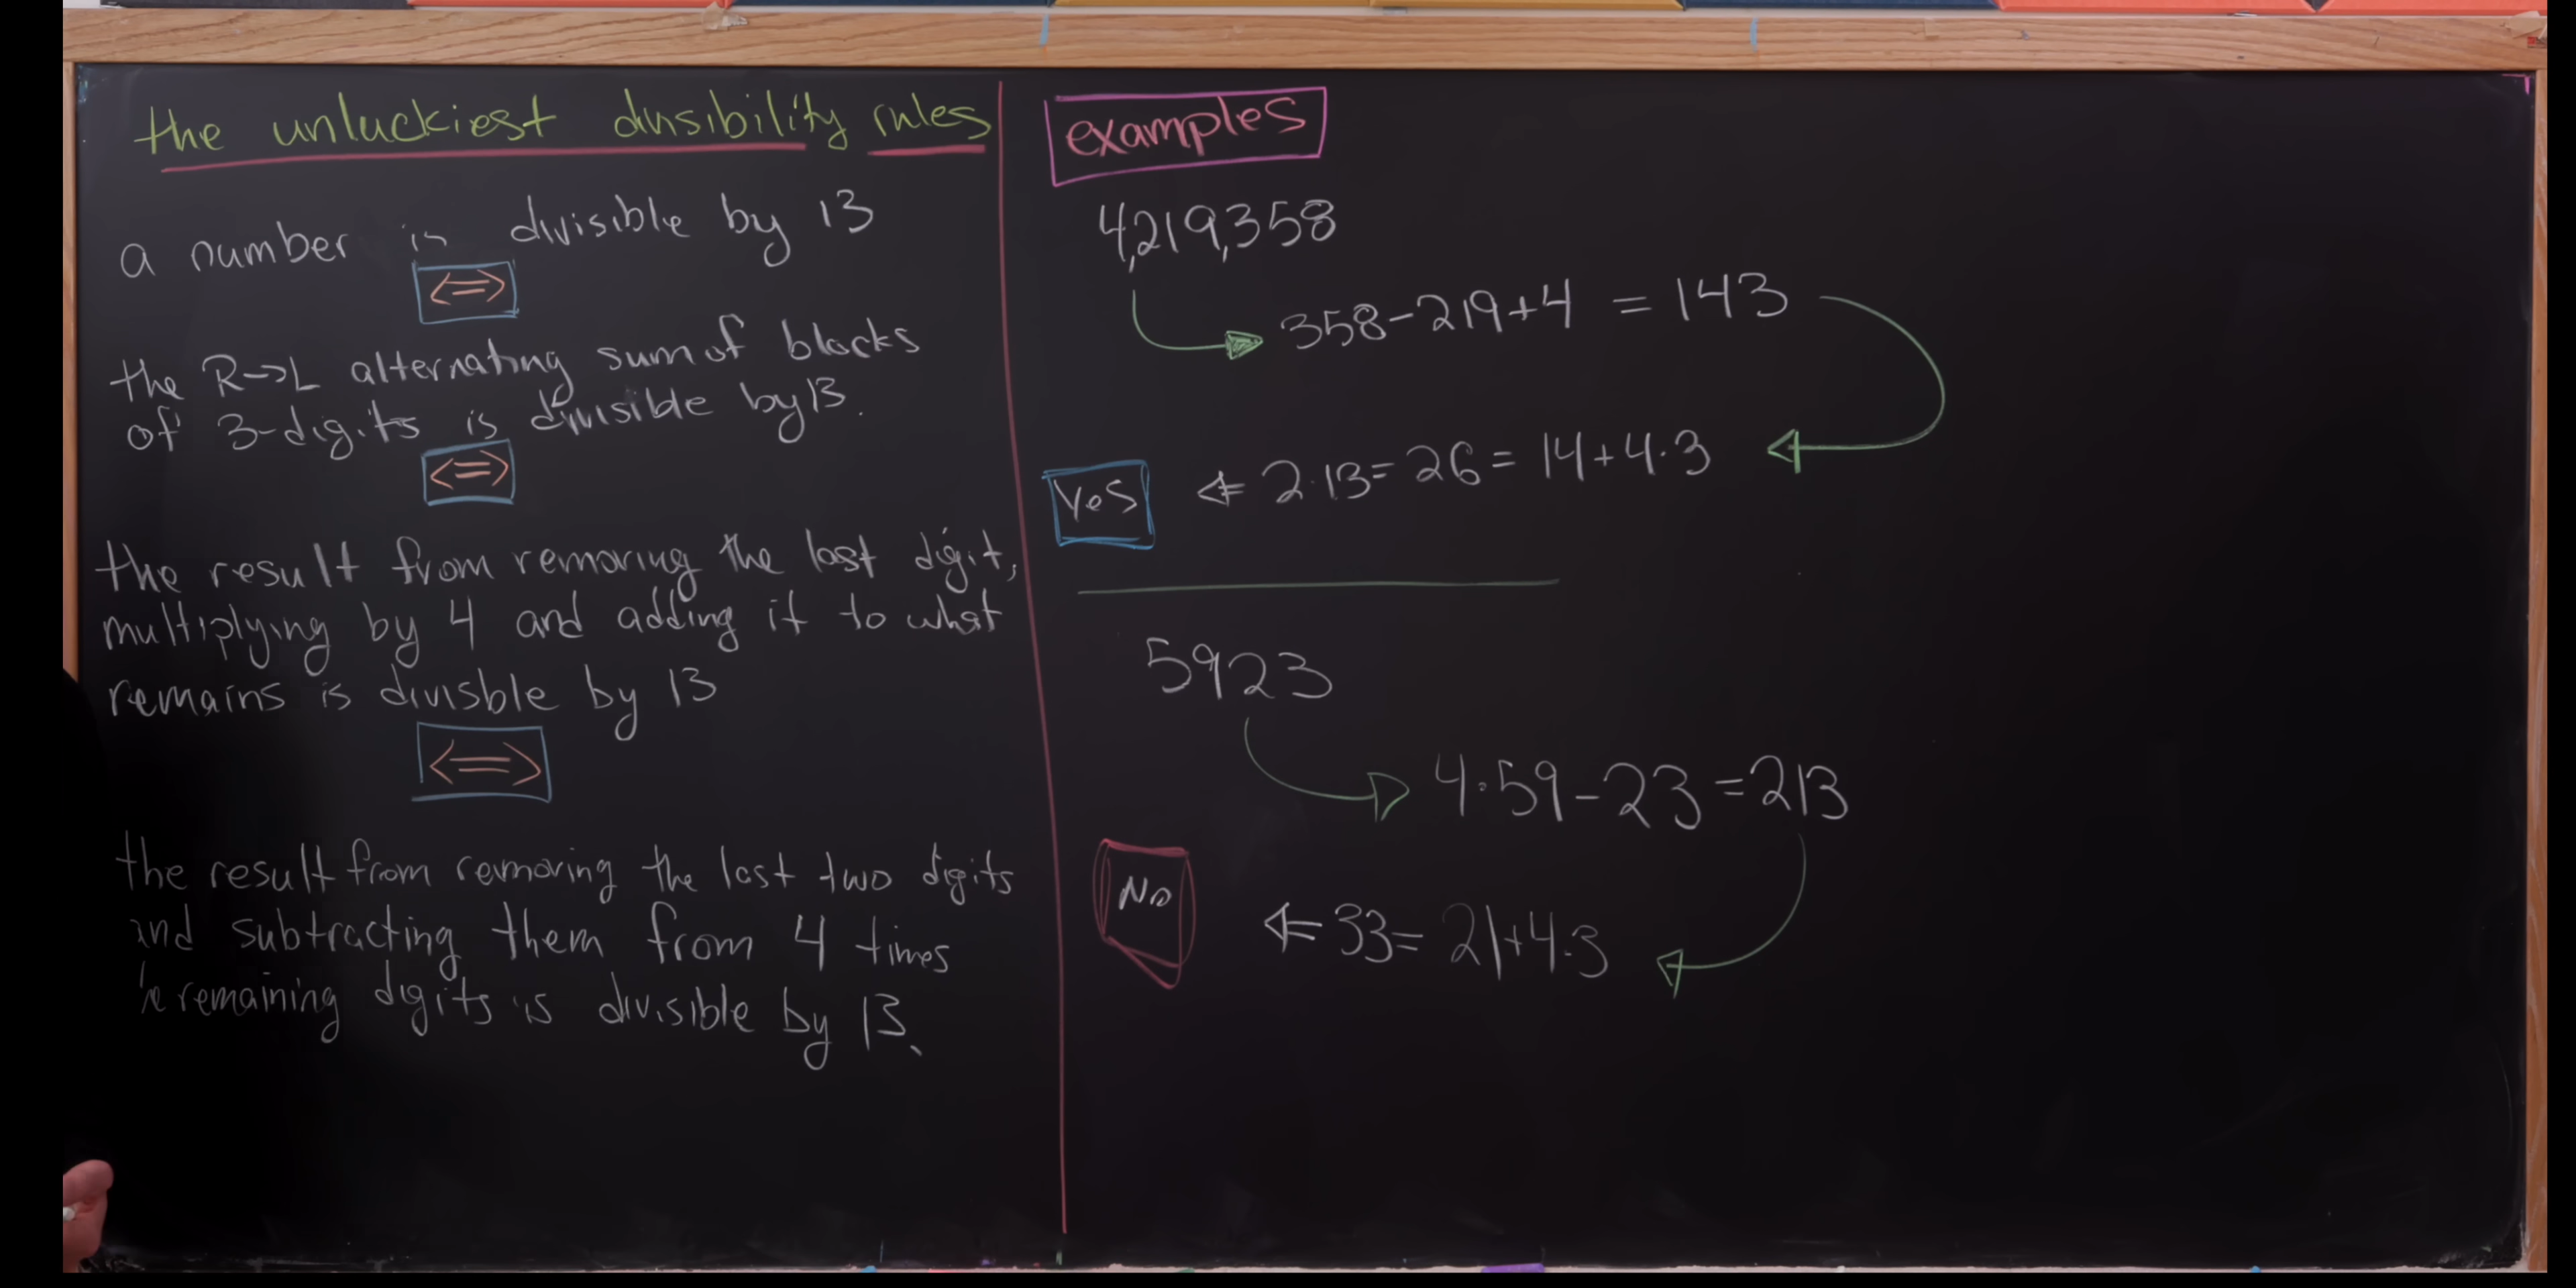 the unluckiest divisibility rules
a number is divisible by 13
<=>
the R→L alternating sum of blocks
of 3-digits is divisible by 13.
<=>
the result from removing the last digit,
multiplying by 4 and adding it to what
remains is divisble by 13
<=>
the result from removing the last two digits
and subtracting them from 4 times
remaining digits is divisible by 13.
examples
4,219,358
358-219+4 = 143
Yes ⇐ 2·13= 26 = 14+4·3
5923
4·59-23=213
No ⇐ 33= 21+4·3